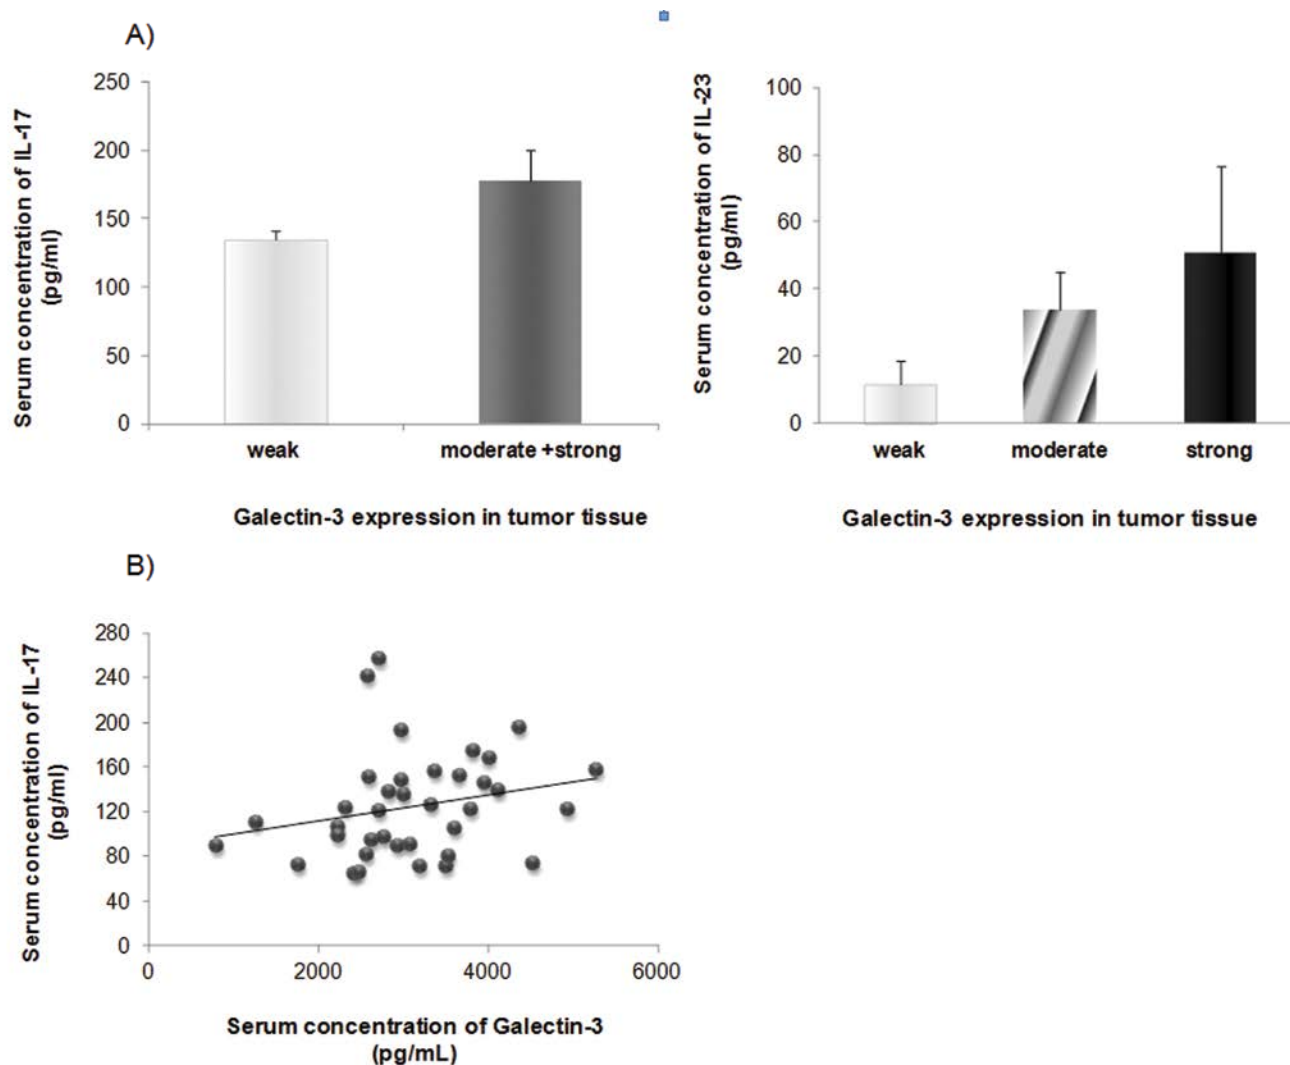 A)
Serum concentration of IL-17
(pg/ml)
250
200
150
100
50
0
weak
moderate +strong
Galectin-3 expression in tumor tissue
Serum concentration of IL-23
(pg/ml)
100
80
60
40
20
0
weak
moderate
strong
Galectin-3 expression in tumor tissue
B)
Serum concentration of IL-17
(pg/ml)
280
240
200
160
120
80
40
0
0
2000
4000
6000
Serum concentration of Galectin-3
(pg/mL)